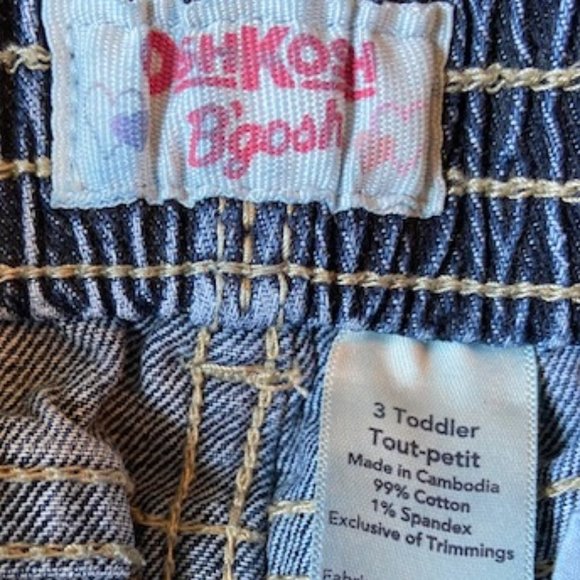 OSHKOSH
B'gosh
3 Toddler
Tout-petit
Made in Cambodia
99% Cotton
1% Spandex
Exclusive of Trimmings